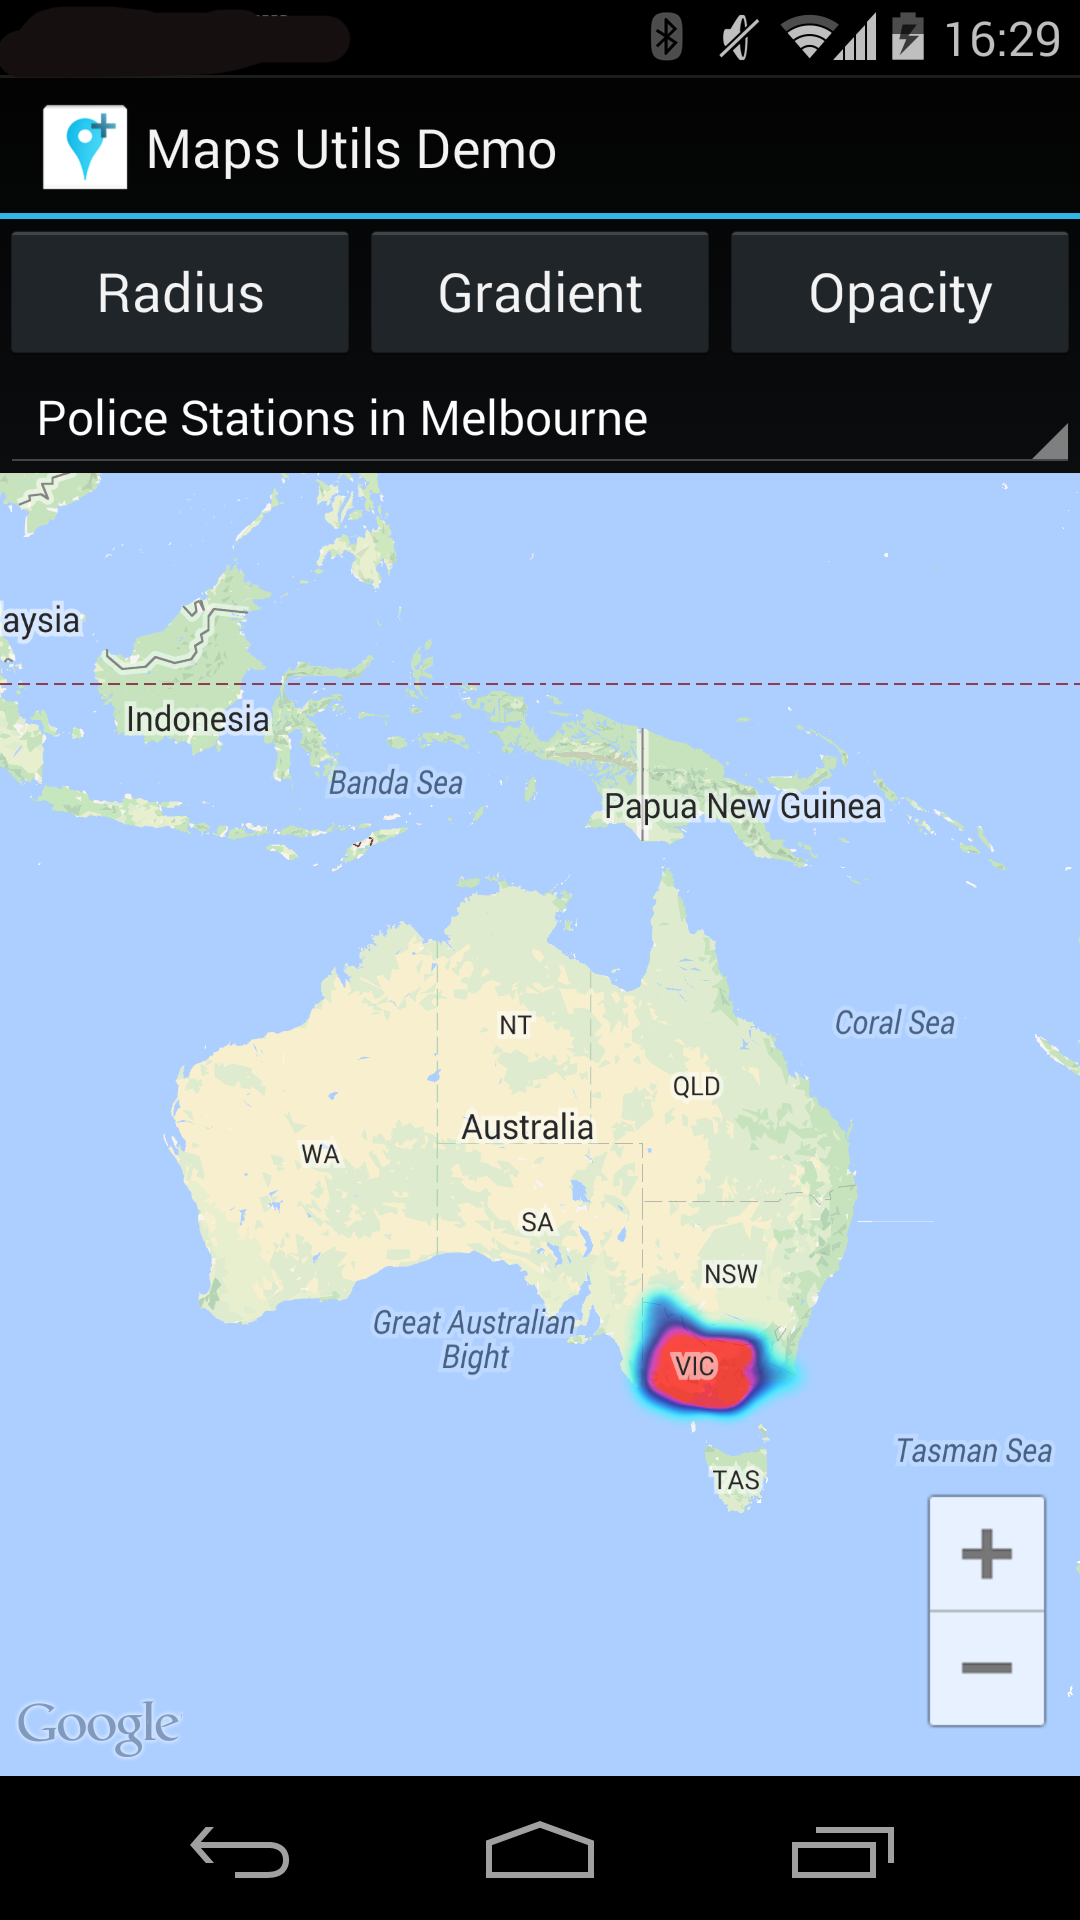 16:29
Maps Utils Demo
Radius
Gradient
Opacity
Police Stations in Melbourne
aysia
Indonesia
Banda Sea
Papua New Guinea
NT
Coral Sea
QLD
Australia
WA
SA
NSW
Great Australian
Bight
VIC
Tasman Sea
TAS
+
−
Google